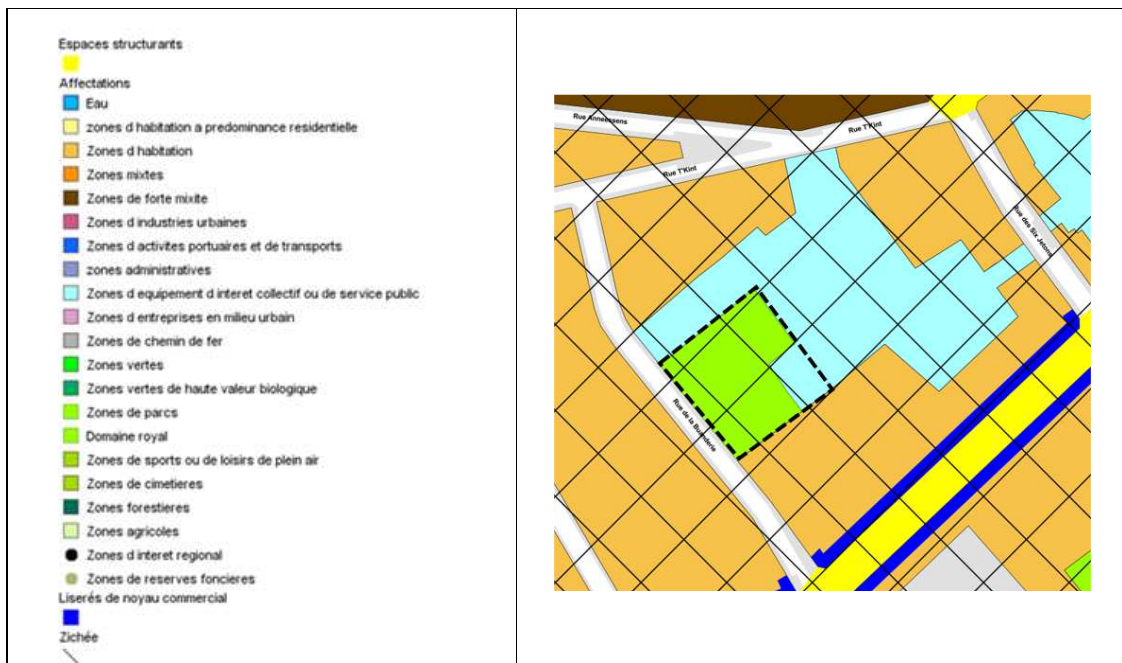 Espaces structurants
Affectations
Eau
zones d habitation a predominance residentielle
Zones d habitation
Zones mixtes
Zones de forte mixite
Zones d industries urbaines
Zones d activites portuaires et de transports
zones administratives
Zones d equipement d interet collectif ou de service public
Zones d entreprises en milieu urbain
Zones de chemin de fer
Zones vertes
Zones vertes de haute valeur biologique
Zones de parcs
Domaine royal
Zones de sports ou de loisirs de plein air
Zones de cimetieres
Zones forestieres
Zones agricoles
Zones d interet regional
Zones de reserves foncieres
Liserés de noyau commercial
Zichée
Rue Anneessens
Rue T'Kint
Rue T'Kint
Rue des Six Jetons
Rue de la Buanderie